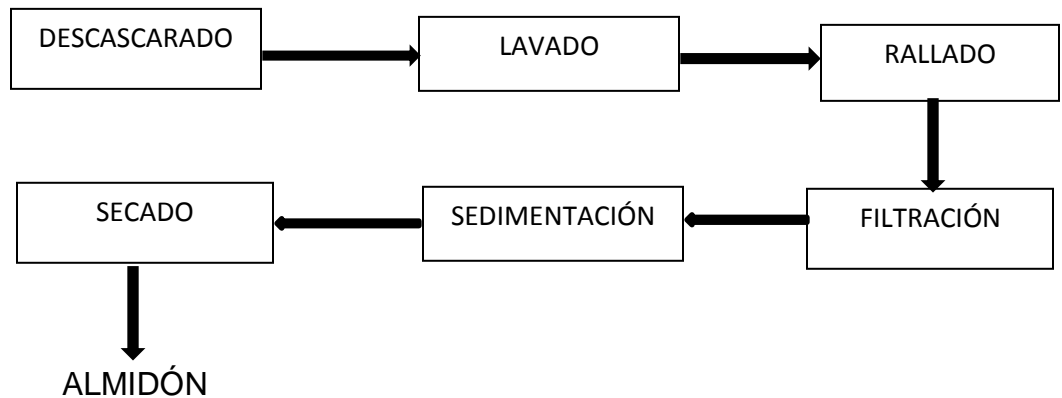 DESCASCARADO
LAVADO
RALLADO
FILTRACIÓN
SEDIMENTACIÓN
SECADO
ALMIDÓN